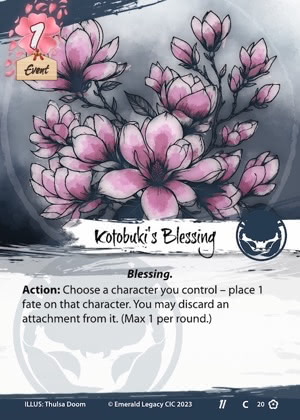 1
Event
Kotobuki's Blessing
Blessing.
Action: Choose a character you control – place 1
fate on that character. You may discard an
attachment from it. (Max 1 per round.)
ILLUS: Thulsa Doom © Emerald Legacy CIC 2023 C 20